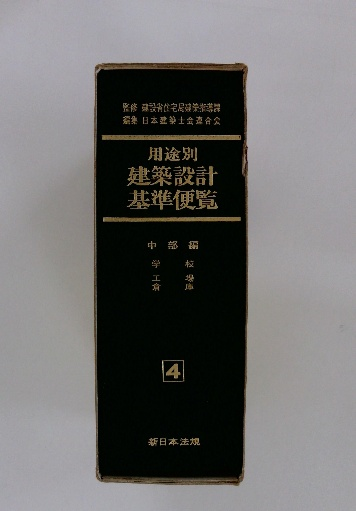 監修 建設省住宅局建築指導課
編集 日本建築士会連合会
用途別
建築設計
基準便覧
中部編
学校
工場
倉庫
4
新日本法規